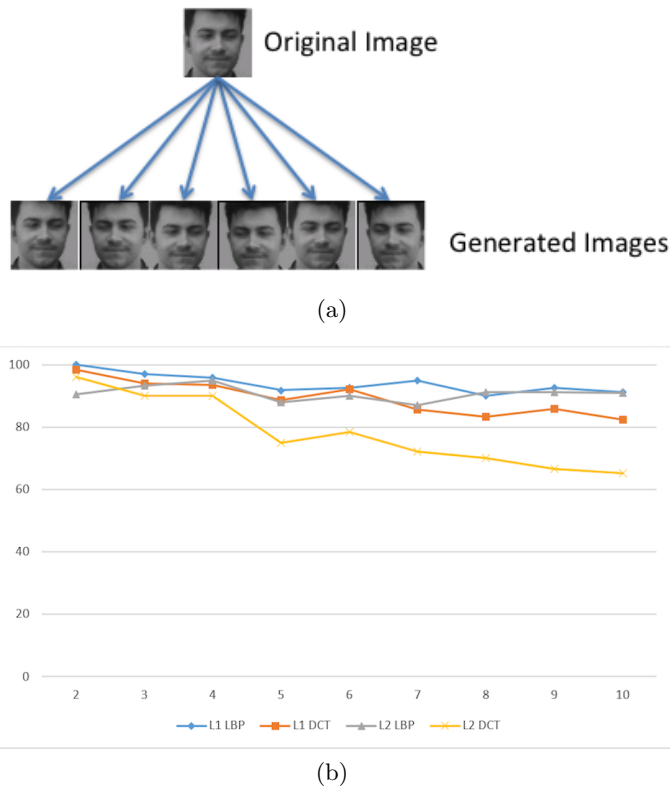 Original Image
Generated Images
(a)
100
80
60
40
20
0
2 3 4 5 6 7 8 9 10
L1 LBP L1 DCT L2 LBP L2 DCT
(b)